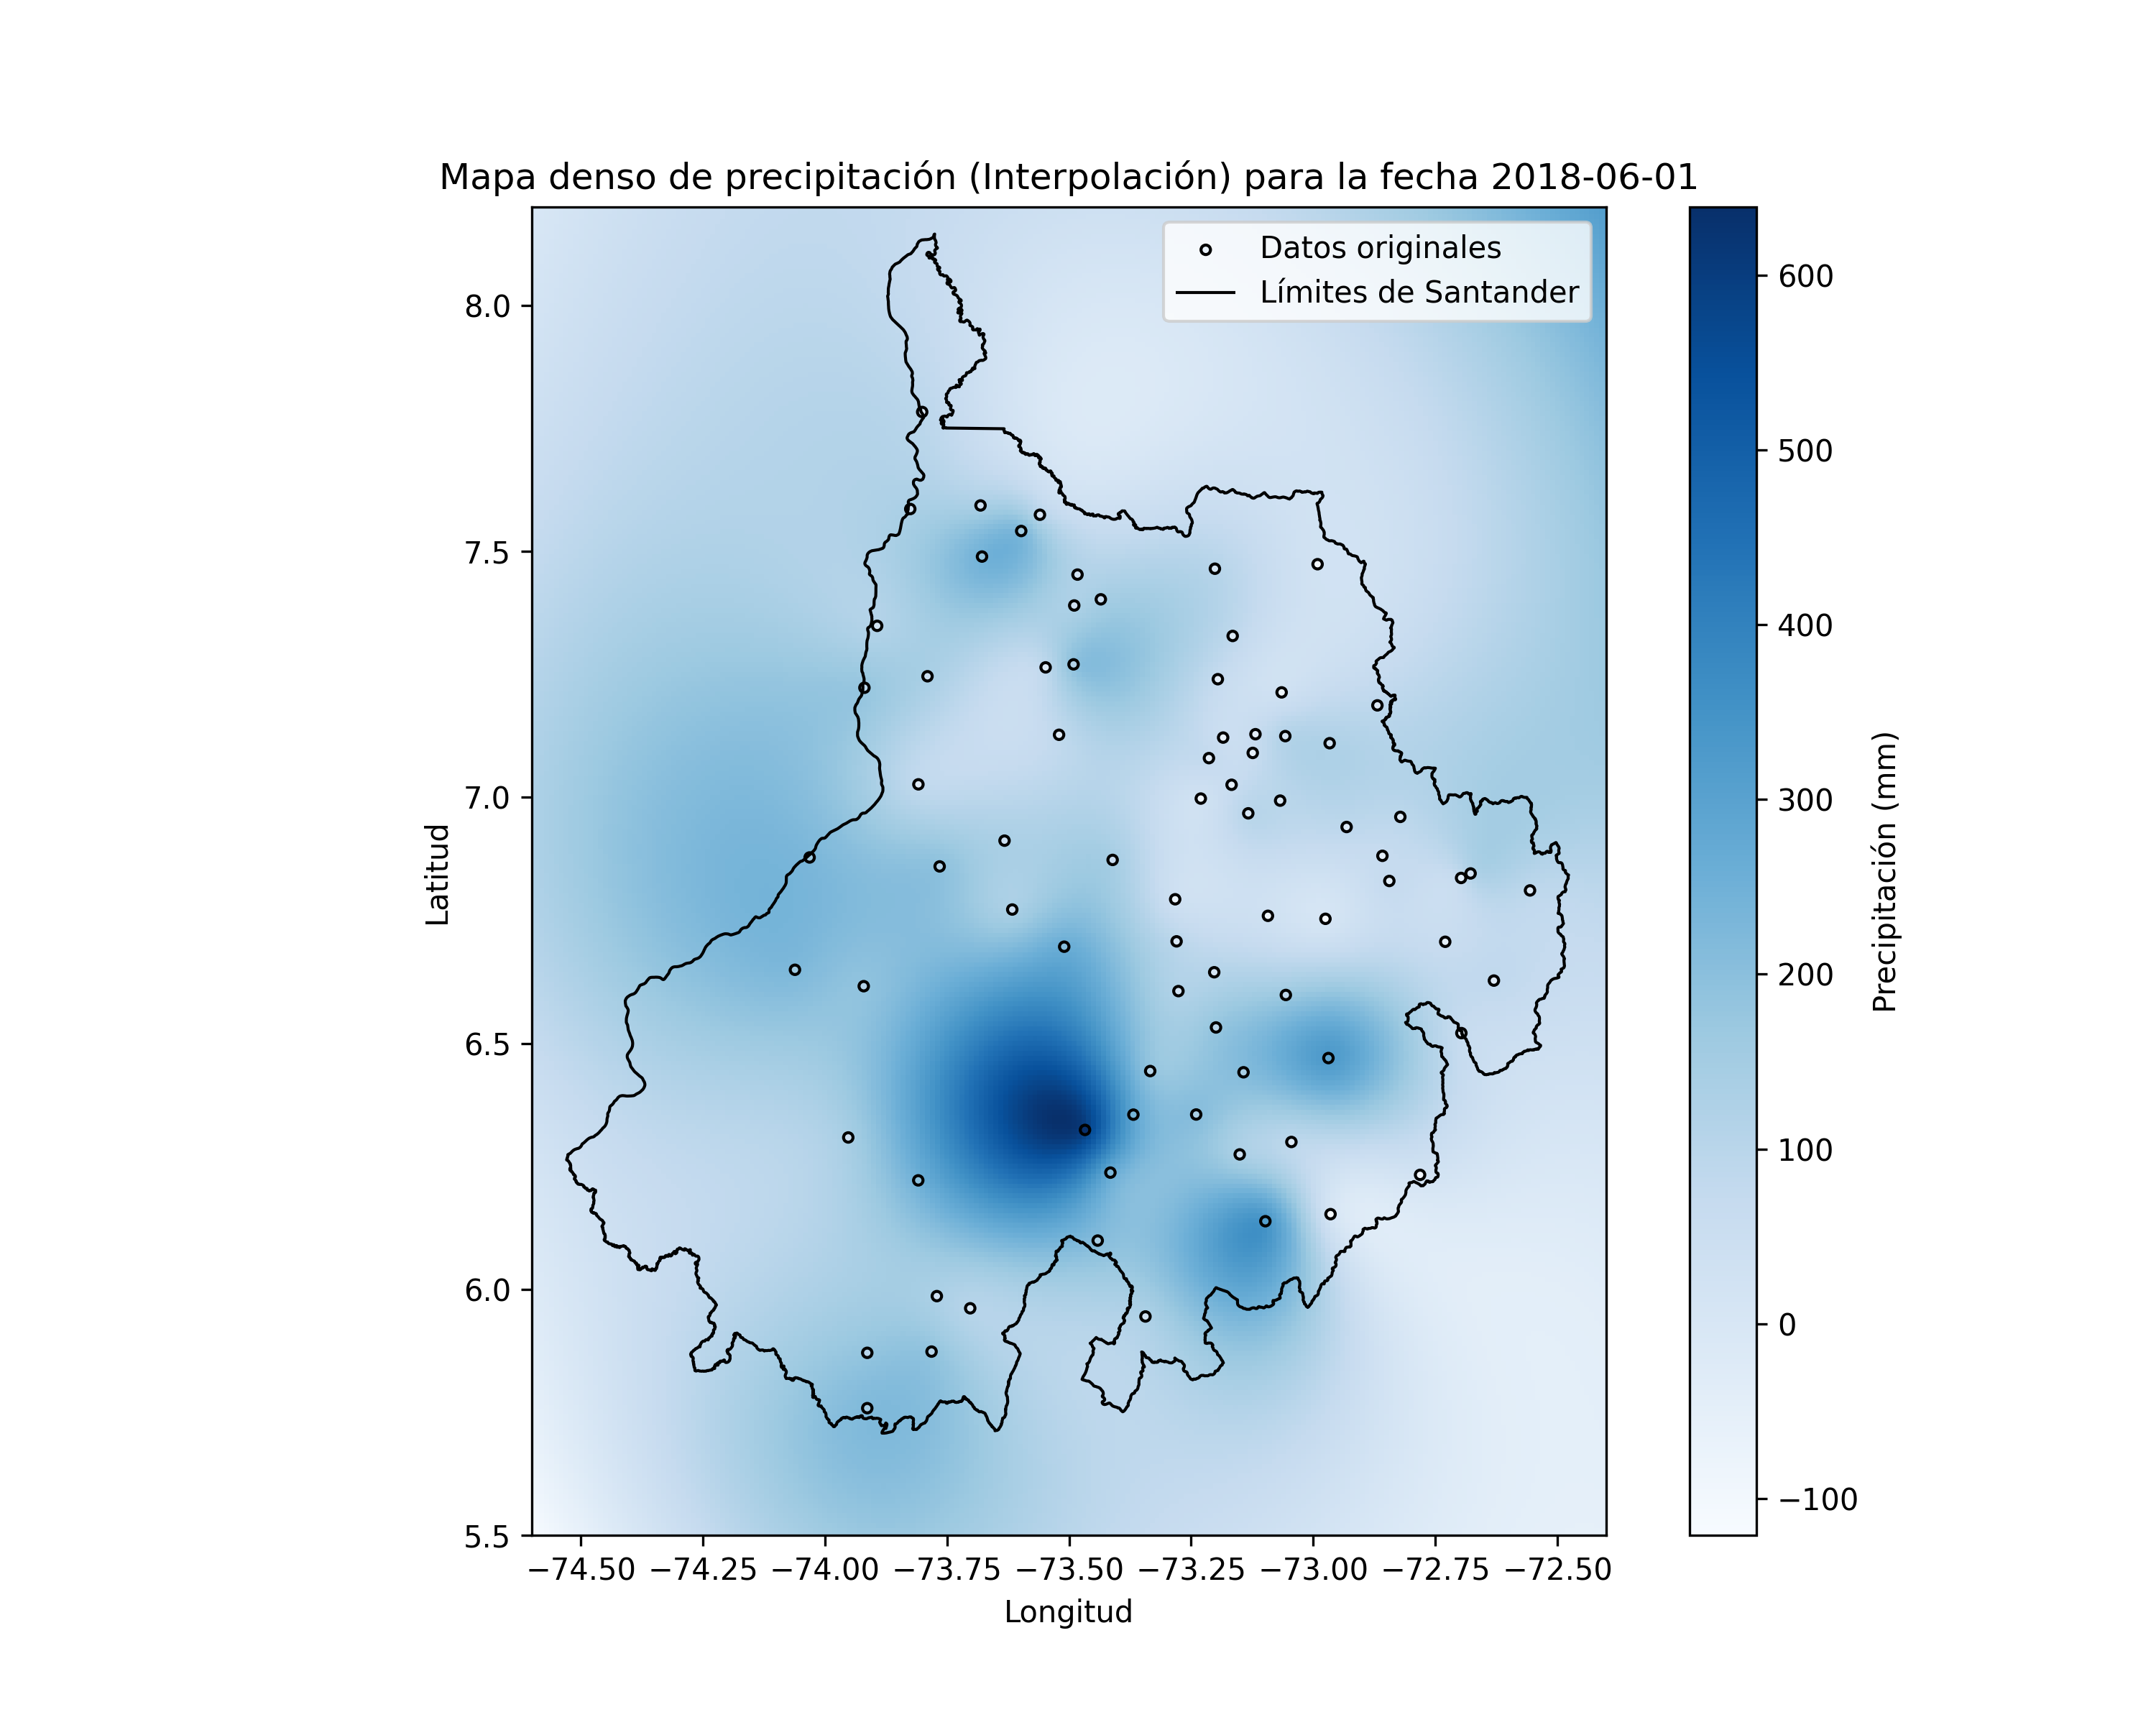 Mapa denso de precipitación (Interpolación) para la fecha 2018-06-01
Datos originales
Límites de Santander
8.0
7.5
7.0
6.5
6.0
5.5
Latitud
−74.50 −74.25 −74.00 −73.75 −73.50 −73.25 −73.00 −72.75 −72.50
Longitud
600
500
400
300
200
100
0
−100
Precipitación (mm)